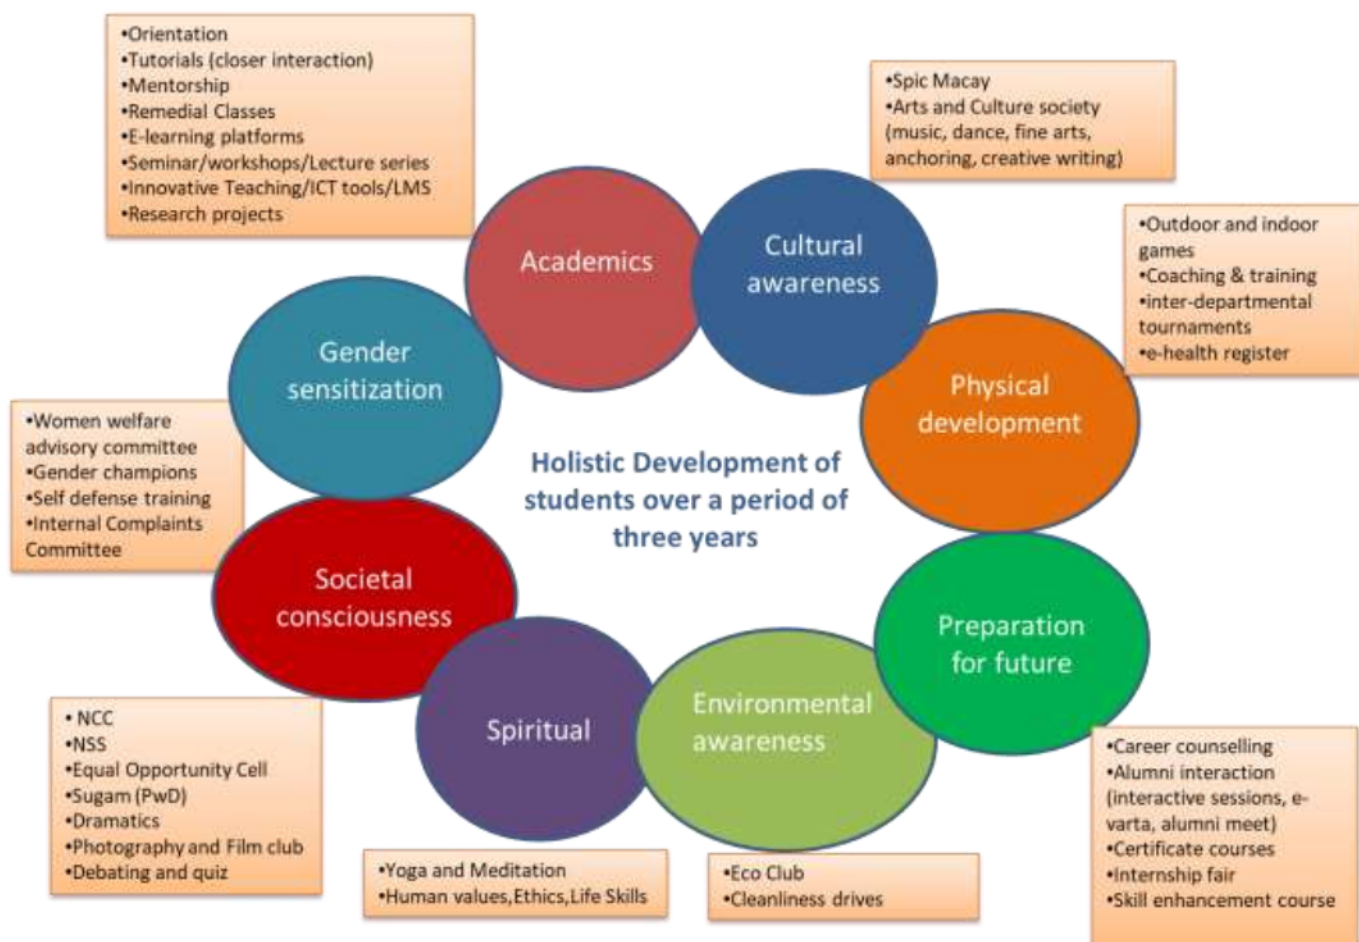 •Orientation
•Tutorials (closer interaction)
•Mentorship
•Remedial Classes
•E-learning platforms
•Seminar/workshops/Lecture series
•Innovative Teaching/ICT tools/LMS
•Research projects
•Spic Macay
•Arts and Culture society
(music, dance, fine arts,
anchoring, creative writing)
Academics
Cultural
awareness
•Outdoor and indoor
games
•Coaching & training
•inter-departmental
tournaments
•e-health register
Gender
sensitization
Physical
development
•Women welfare
advisory committee
•Gender champions
•Self defense training
•Internal Complaints
Committee
Holistic Development of
students over a period of
three years
Societal
consciousness
Preparation
for future
Spiritual
Environmental
awareness
• NCC
•NSS
•Equal Opportunity Cell
•Sugam (PwD)
•Dramatics
•Photography and Film club
•Debating and quiz
•Yoga and Meditation
•Human values,Ethics,Life Skills
•Eco Club
•Cleanliness drives
•Career counselling
•Alumni interaction
(interactive sessions, e-
varta, alumni meet)
•Certificate courses
•Internship fair
•Skill enhancement course